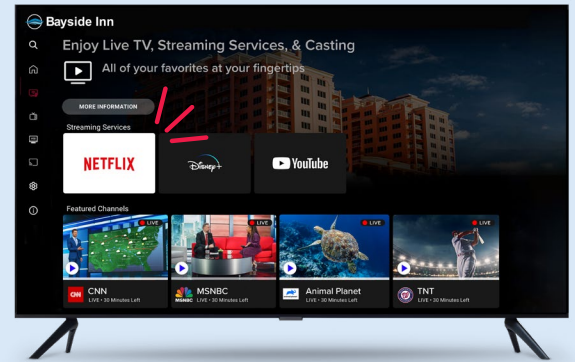 Bayside Inn
Enjoy Live TV, Streaming Services, & Casting
All of your favorites at your fingertips
MORE INFORMATION
Streaming Services
NETFLIX
Disney+
YouTube
Featured Channels
LIVE
LIVE
LIVE
LIVE
CNN
CNN
LIVE • 30 Minutes Left
MSNBC
MSNBC
LIVE • 30 Minutes Left
Animal Planet
LIVE • 30 Minutes Left
TNT
LIVE • 30 Minutes Left